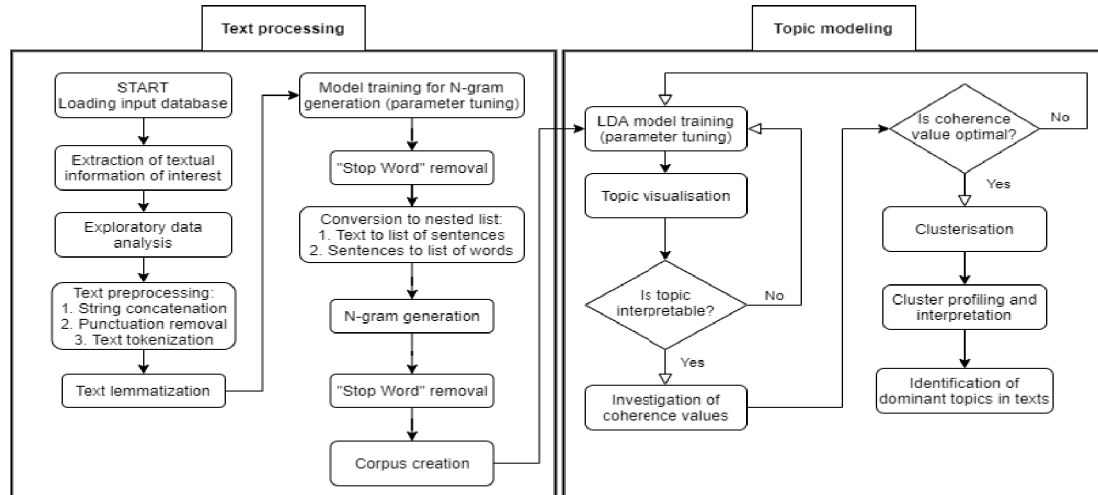 Text processing
START
Loading input database
Extraction of textual
information of interest
Exploratory data
analysis
Text preprocessing:
1. String concatenation
2. Punctuation removal
3. Text tokenization
Text lemmatization
Model training for N-gram
generation (parameter tuning)
"Stop Word" removal
Conversion to nested list:
1. Text to list of sentences
2. Sentences to list of words
N-gram generation
"Stop Word" removal
Corpus creation
Topic modeling
LDA model training
(parameter tuning)
Topic visualisation
Is topic
interpretable?
No
Yes
Investigation of
coherence values
Is coherence
value optimal?
No
Yes
Clusterisation
Cluster profiling and
interpretation
Identification of
dominant topics in texts